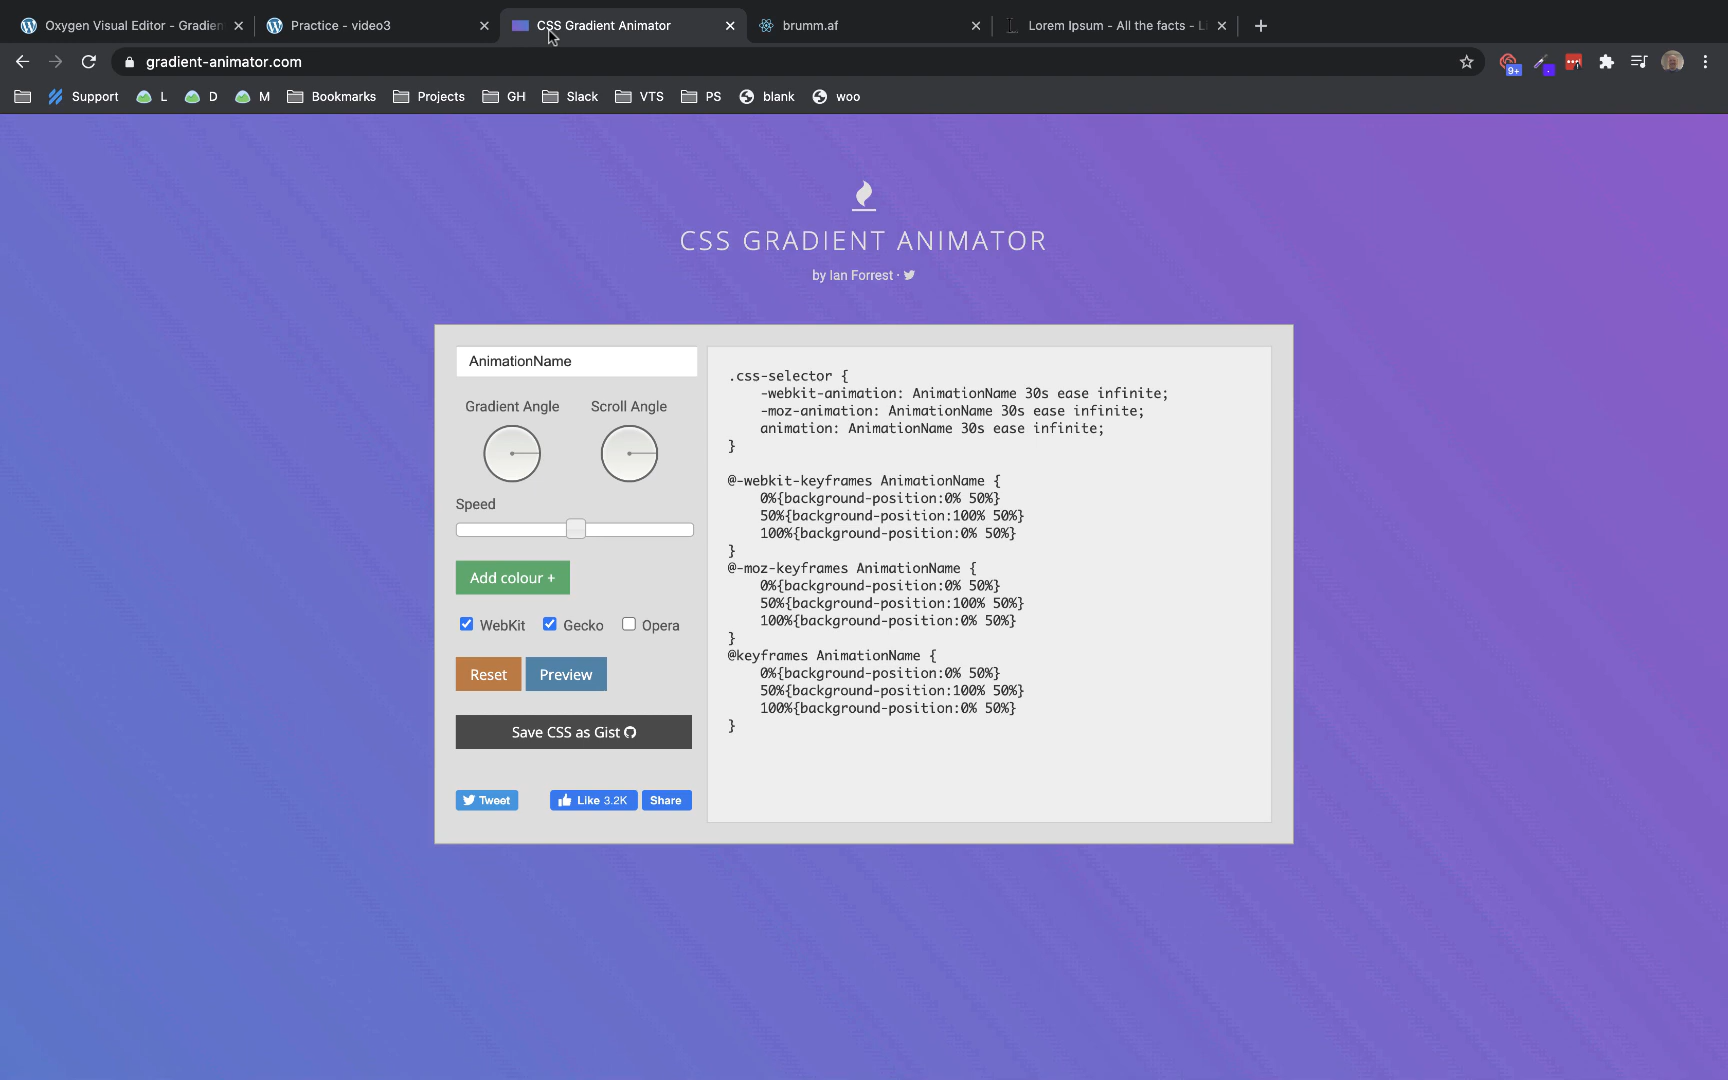 Oxygen Visual Editor - Gradien
Practice - video3
CSS Gradient Animator
brumm.af
Lorem Ipsum - All the facts - Li
gradient-animator.com
9+
Support
L
D
M
Bookmarks
Projects
GH
Slack
VTS
PS
blank
woo
CSS GRADIENT ANIMATOR
by Ian Forrest ·
AnimationName
Gradient Angle
Scroll Angle
Speed
Add colour +
WebKit
Gecko
Opera
Reset
Preview
Save CSS as Gist
Tweet
Like 3.2K
Share
.css-selector {
-webkit-animation: AnimationName 30s ease infinite;
-moz-animation: AnimationName 30s ease infinite;
animation: AnimationName 30s ease infinite;
}
@-webkit-keyframes AnimationName {
0%{background-position:0% 50%}
50%{background-position:100% 50%}
100%{background-position:0% 50%}
}
@-moz-keyframes AnimationName {
0%{background-position:0% 50%}
50%{background-position:100% 50%}
100%{background-position:0% 50%}
}
@keyframes AnimationName {
0%{background-position:0% 50%}
50%{background-position:100% 50%}
100%{background-position:0% 50%}
}